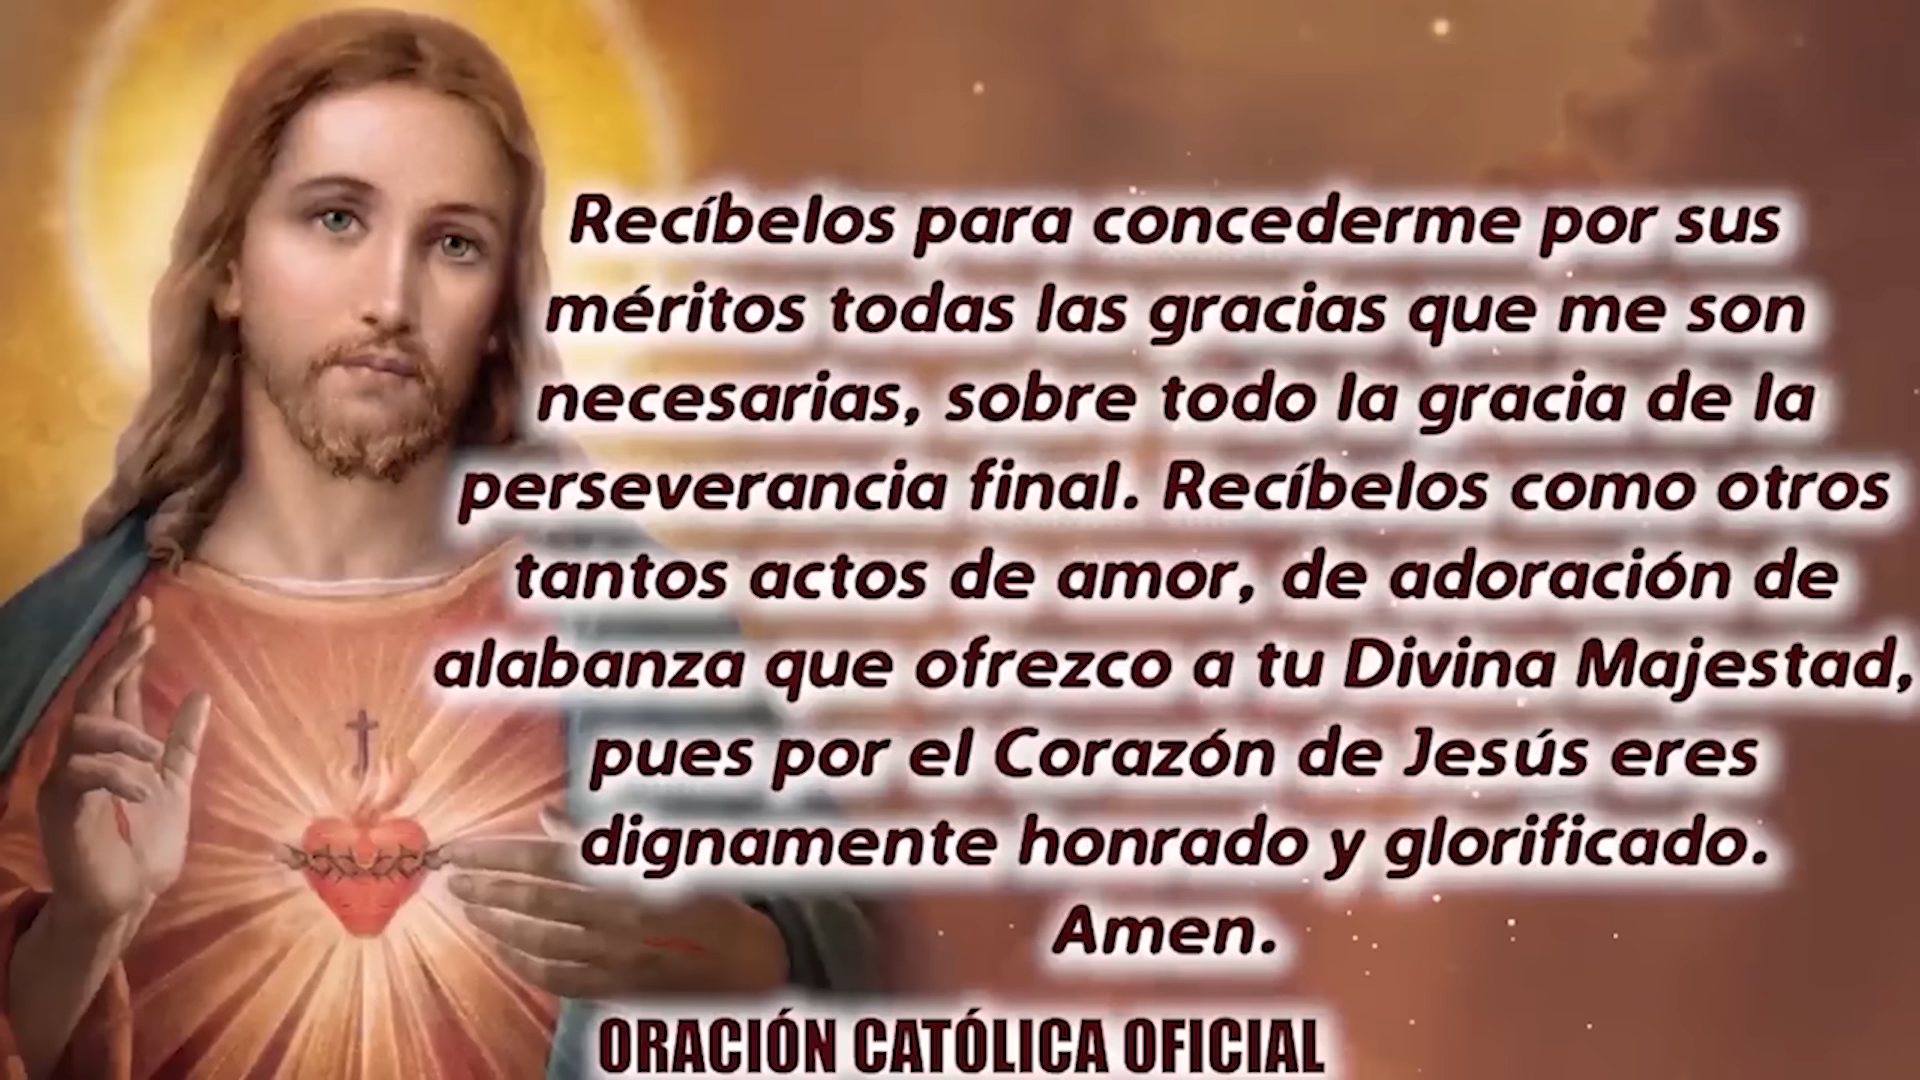 Recíbelos para concederme por sus
méritos todas las gracias que me son
necesarias, sobre todo la gracia de la
perseverancia final. Recíbelos como otros
tantos actos de amor, de adoración de
alabanza que ofrezco a tu Divina Majestad,
pues por el Corazón de Jesús eres
dignamente honrado y glorificado.
Amen.
ORACIÓN CATÓLICA OFICIAL